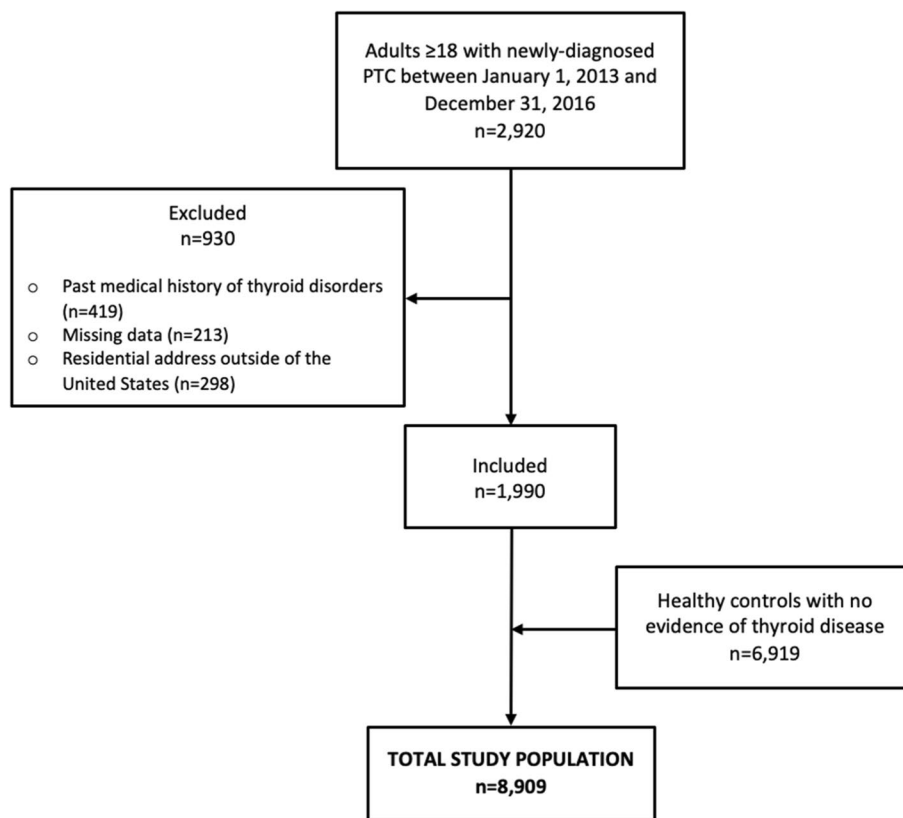 Adults ≥18 with newly-diagnosed
PTC between January 1, 2013 and
December 31, 2016
n=2,920
Excluded
n=930
o Past medical history of thyroid disorders
(n=419)
o Missing data (n=213)
o Residential address outside of the
United States (n=298)
Included
n=1,990
Healthy controls with no
evidence of thyroid disease
n=6,919
TOTAL STUDY POPULATION
n=8,909